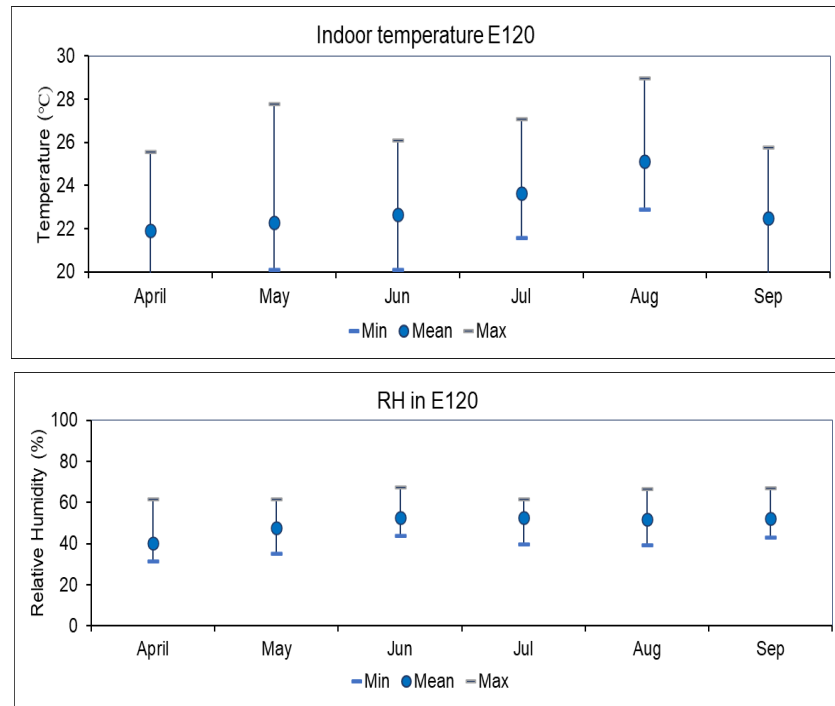 Indoor temperature E120
30
28
26
24
22
20
Temperature (°C)
April May Jun Jul Aug Sep
Min Mean Max
RH in E120
100
80
60
40
20
0
Relative Humidity (%)
April May Jun Jul Aug Sep
Min Mean Max